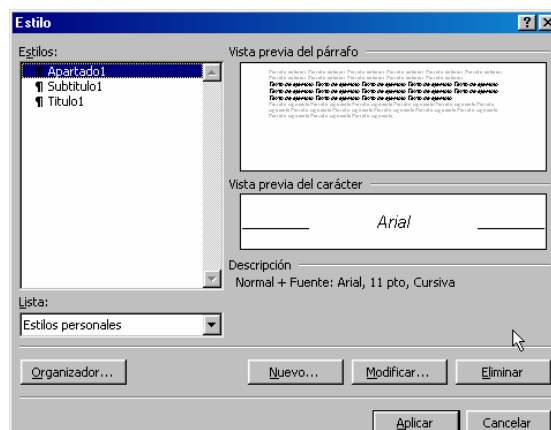 Estilo
Estilos:
¶ Apartado1
¶ Subtitulo1
¶ Titulo1
Vista previa del párrafo
Vista previa del carácter
Arial
Descripción
Normal + Fuente: Arial, 11 pto, Cursiva
Lista:
Estilos personales
Organizador...
Nuevo...
Modificar...
Eliminar
Aplicar
Cancelar